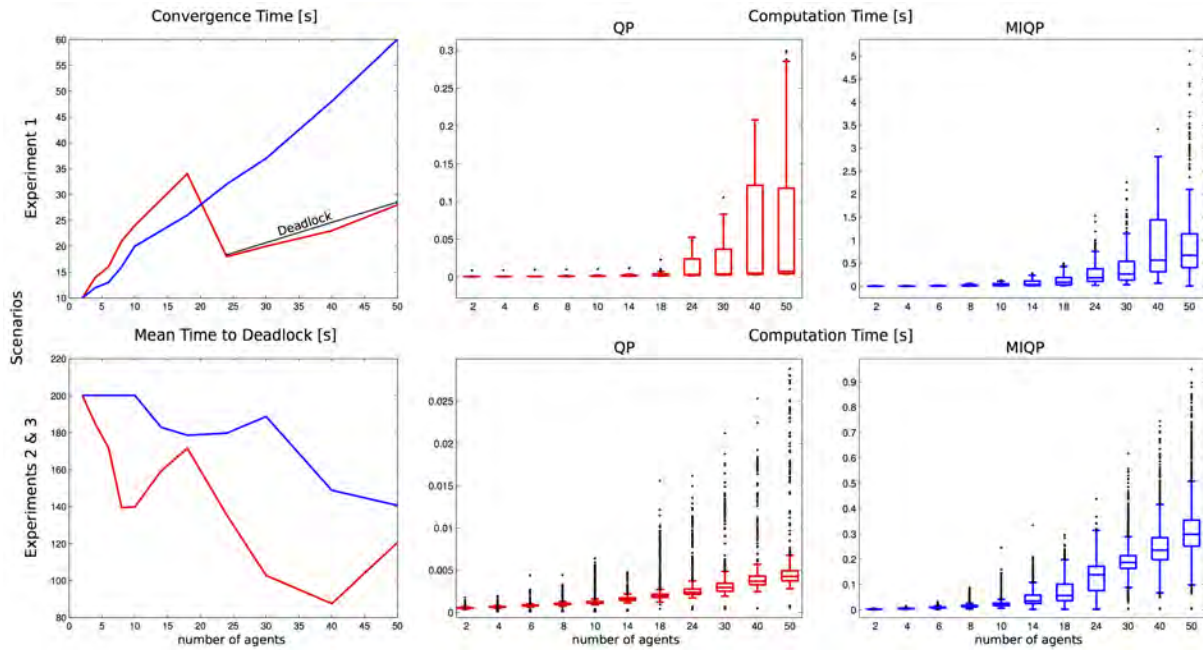 Convergence Time [s]
Computation Time [s]
QP
MIQP
Scenarios
Experiment 1
60
55
50
45
40
35
30
25
20
15
10
Deadlock
0 5 10 15 20 25 30 35 40 45 50
0.3
0.25
0.2
0.15
0.1
0.05
0
2 4 6 8 10 14 18 24 30 40 50
5
4.5
4
3.5
3
2.5
2
1.5
1
0.5
0
2 4 6 8 10 14 18 24 30 40 50
Mean Time to Deadlock [s]
Computation Time [s]
QP
MIQP
Experiments 2 & 3
220
200
180
160
140
120
100
80
0 5 10 15 20 25 30 35 40 45 50
number of agents
0.025
0.02
0.015
0.01
0.005
0
2 4 6 8 10 14 18 24 30 40 50
number of agents
0.9
0.8
0.7
0.6
0.5
0.4
0.3
0.2
0.1
0
2 4 6 8 10 14 18 24 30 40 50
number of agents